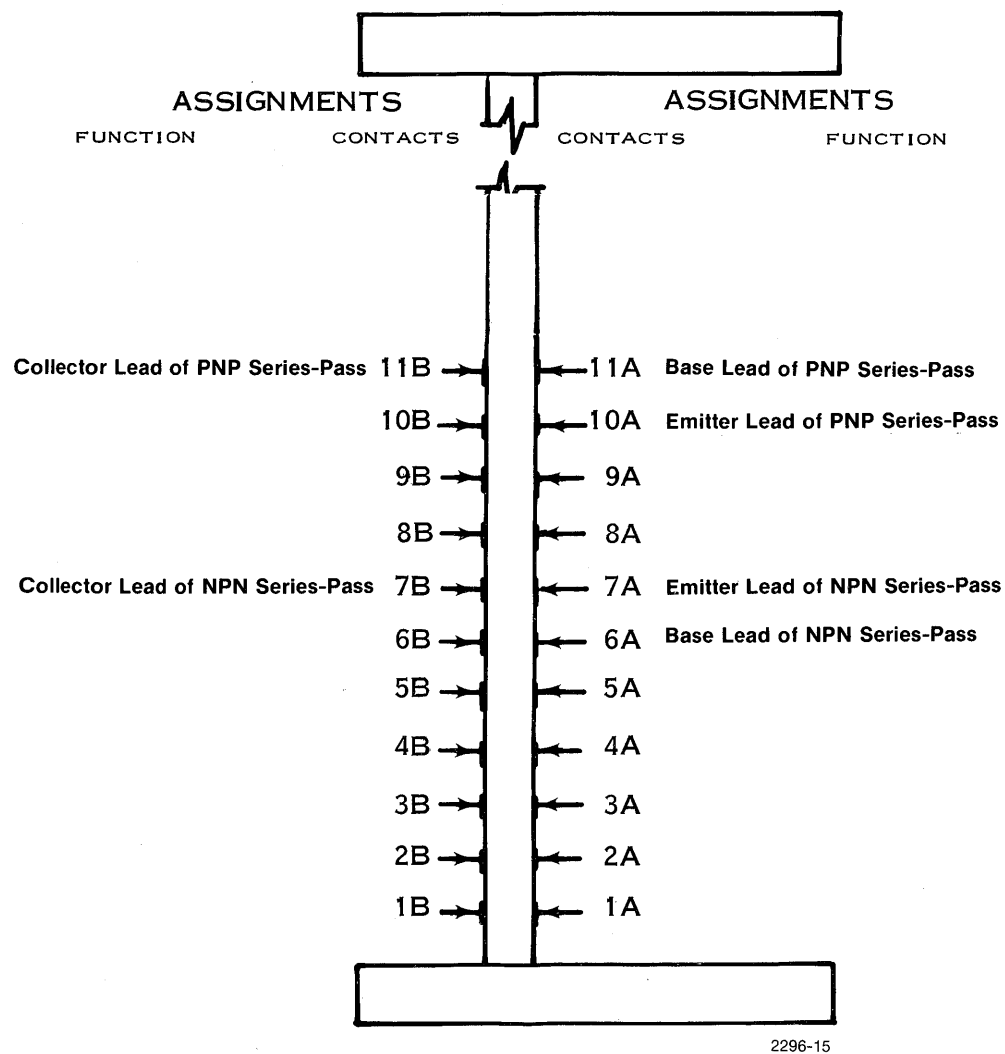 ASSIGNMENTS ASSIGNMENTS
FUNCTION CONTACTS CONTACTS FUNCTION
Collector Lead of PNP Series-Pass 11B 11A Base Lead of PNP Series-Pass
10B 10A Emitter Lead of PNP Series-Pass
9B 9A
8B 8A
Collector Lead of NPN Series-Pass 7B 7A Emitter Lead of NPN Series-Pass
6B 6A Base Lead of NPN Series-Pass
5B 5A
4B 4A
3B 3A
2B 2A
1B 1A
2296-15